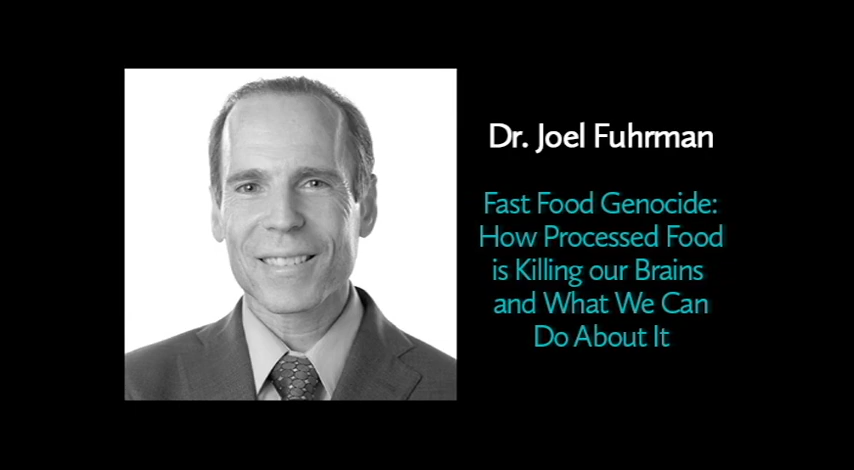 Dr. Joel Fuhrman
Fast Food Genocide:
How Processed Food
is Killing our Brains
and What We Can
Do About It